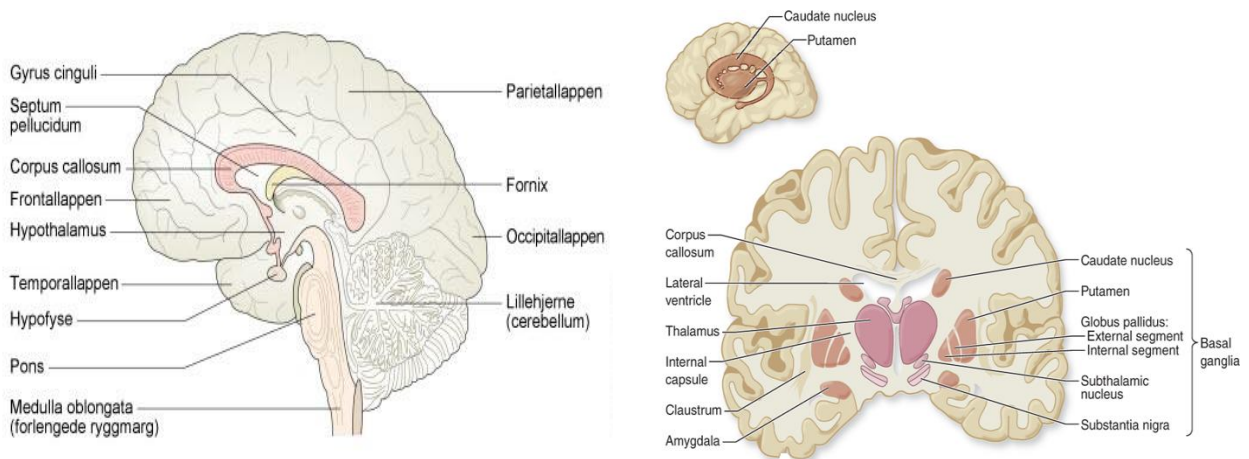 Gyrus cinguli
Septum
pellucidum
Corpus callosum
Frontallappen
Hypothalamus
Temporallappen
Hypofyse
Pons
Medulla oblongata
(forlengede ryggmarg)
Parietallappen
Fornix
Occipitallappen
Lillehjerne
(cerebellum)
Caudate nucleus
Putamen
Corpus
callosum
Lateral
ventricle
Thalamus
Internal
capsule
Claustrum
Amygdala
Caudate nucleus
Putamen
Globus pallidus:
External segment
Internal segment
Subthalamic
nucleus
Substantia nigra
Basal
ganglia